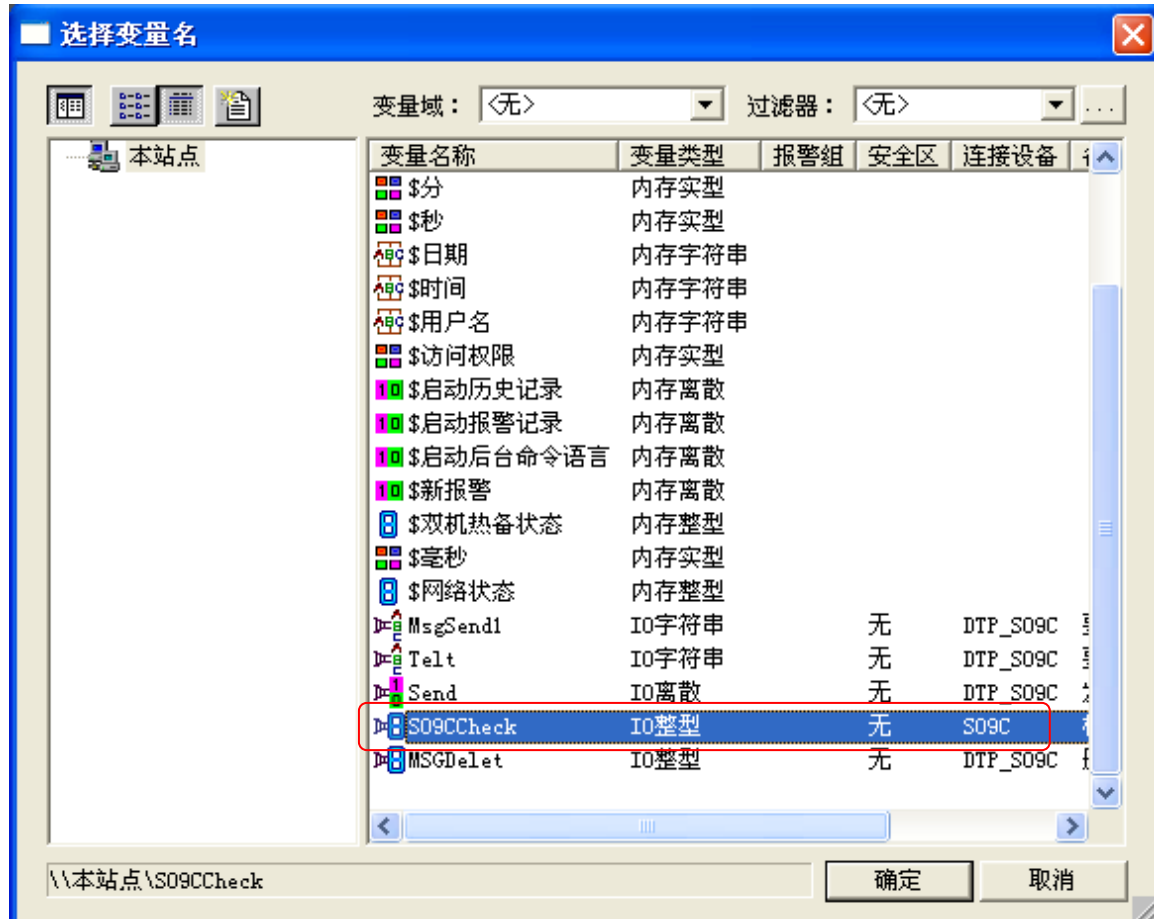 选择变量名
变量域： <无> 过滤器： <无> ...
本站点
变量名称 变量类型 报警组 安全区 连接设备
$分 内存实型
$秒 内存实型
$日期 内存字符串
$时间 内存字符串
$用户名 内存字符串
$访问权限 内存实型
$启动历史记录 内存离散
$启动报警记录 内存离散
$启动后台命令语言 内存离散
$新报警 内存离散
$双机热备状态 内存整型
$毫秒 内存实型
$网络状态 内存整型
MsgSend1 IO字符串 无 DTP_S09C
Telt IO字符串 无 DTP_S09C
Send IO离散 无 DTP_S09C
S09CCheck IO整型 无 S09C
MSGDelet IO整型 无 DTP_S09C
\\本站点\S09CCheck 确定 取消